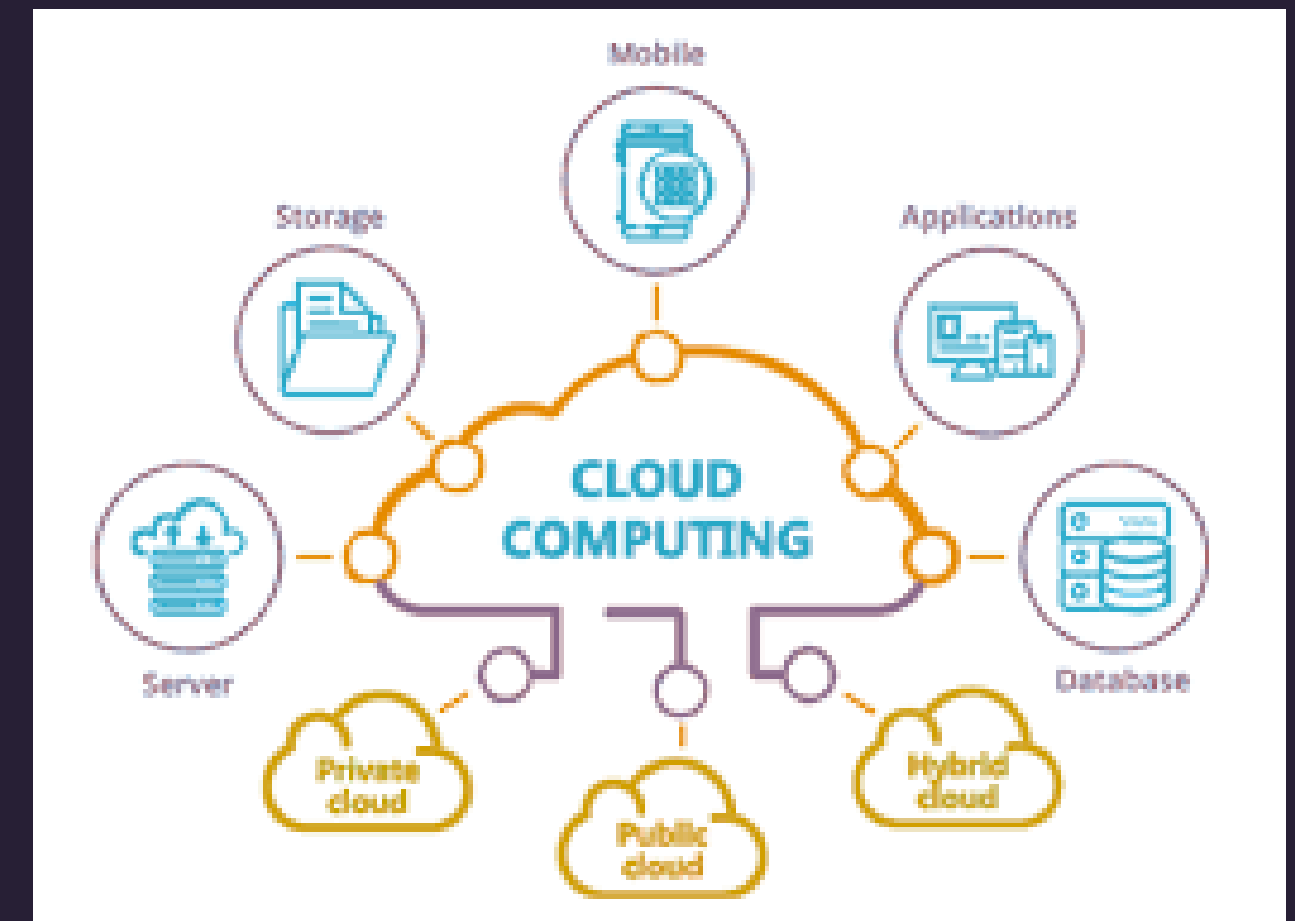 Mobile
Storage
Applications
CLOUD
COMPUTING
Server
Database
Private
cloud
Public
cloud
Hybrid
cloud